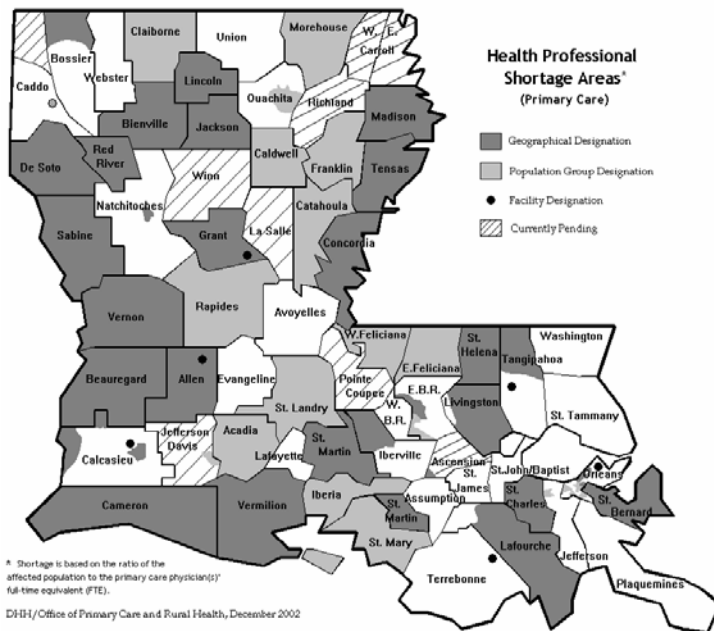 Health Professional
Shortage Areas*
(Primary Care)
Geographical Designation
Population Group Designation
Facility Designation
Currently Pending
Claiborne
Union
Morehouse
W. E.
Carroll
Bossier
Webster
Lincoln
Caddo
Ouachita
Richland
Madison
Bienville
Jackson
De Soto
Red
River
Caldwell
Franklin
Tensas
Winn
Natchitoches
Catahoula
Sabine
Grant
La Salle
Concordia
Vernon
Rapides
Avoyelles
W.Feliciana
E.Feliciana
St.
Helena
Tangipahoa
Washington
Beauregard
Allen
Evangeline
Pointe
Coupee
E.B.R.
Livingston
W.
B.R.
St. Landry
St. Tammany
Calcasieu
Jefferson
Davis
Acadia
Lafayette
St.
Martin
Iberville
Ascension
St.
James
St.John/Baptist
Orleans
Cameron
Vermilion
Iberia
St.
Martin
Assumption
St.
Charles
St.
Bernard
St. Mary
Lafourche
Jefferson
Terrebonne
Plaquemines
* Shortage is based on the ratio of the
affected population to the primary care physician(s)'
full-time equivalent (FTE).
DHH/Office of Primary Care and Rural Health, December 2002